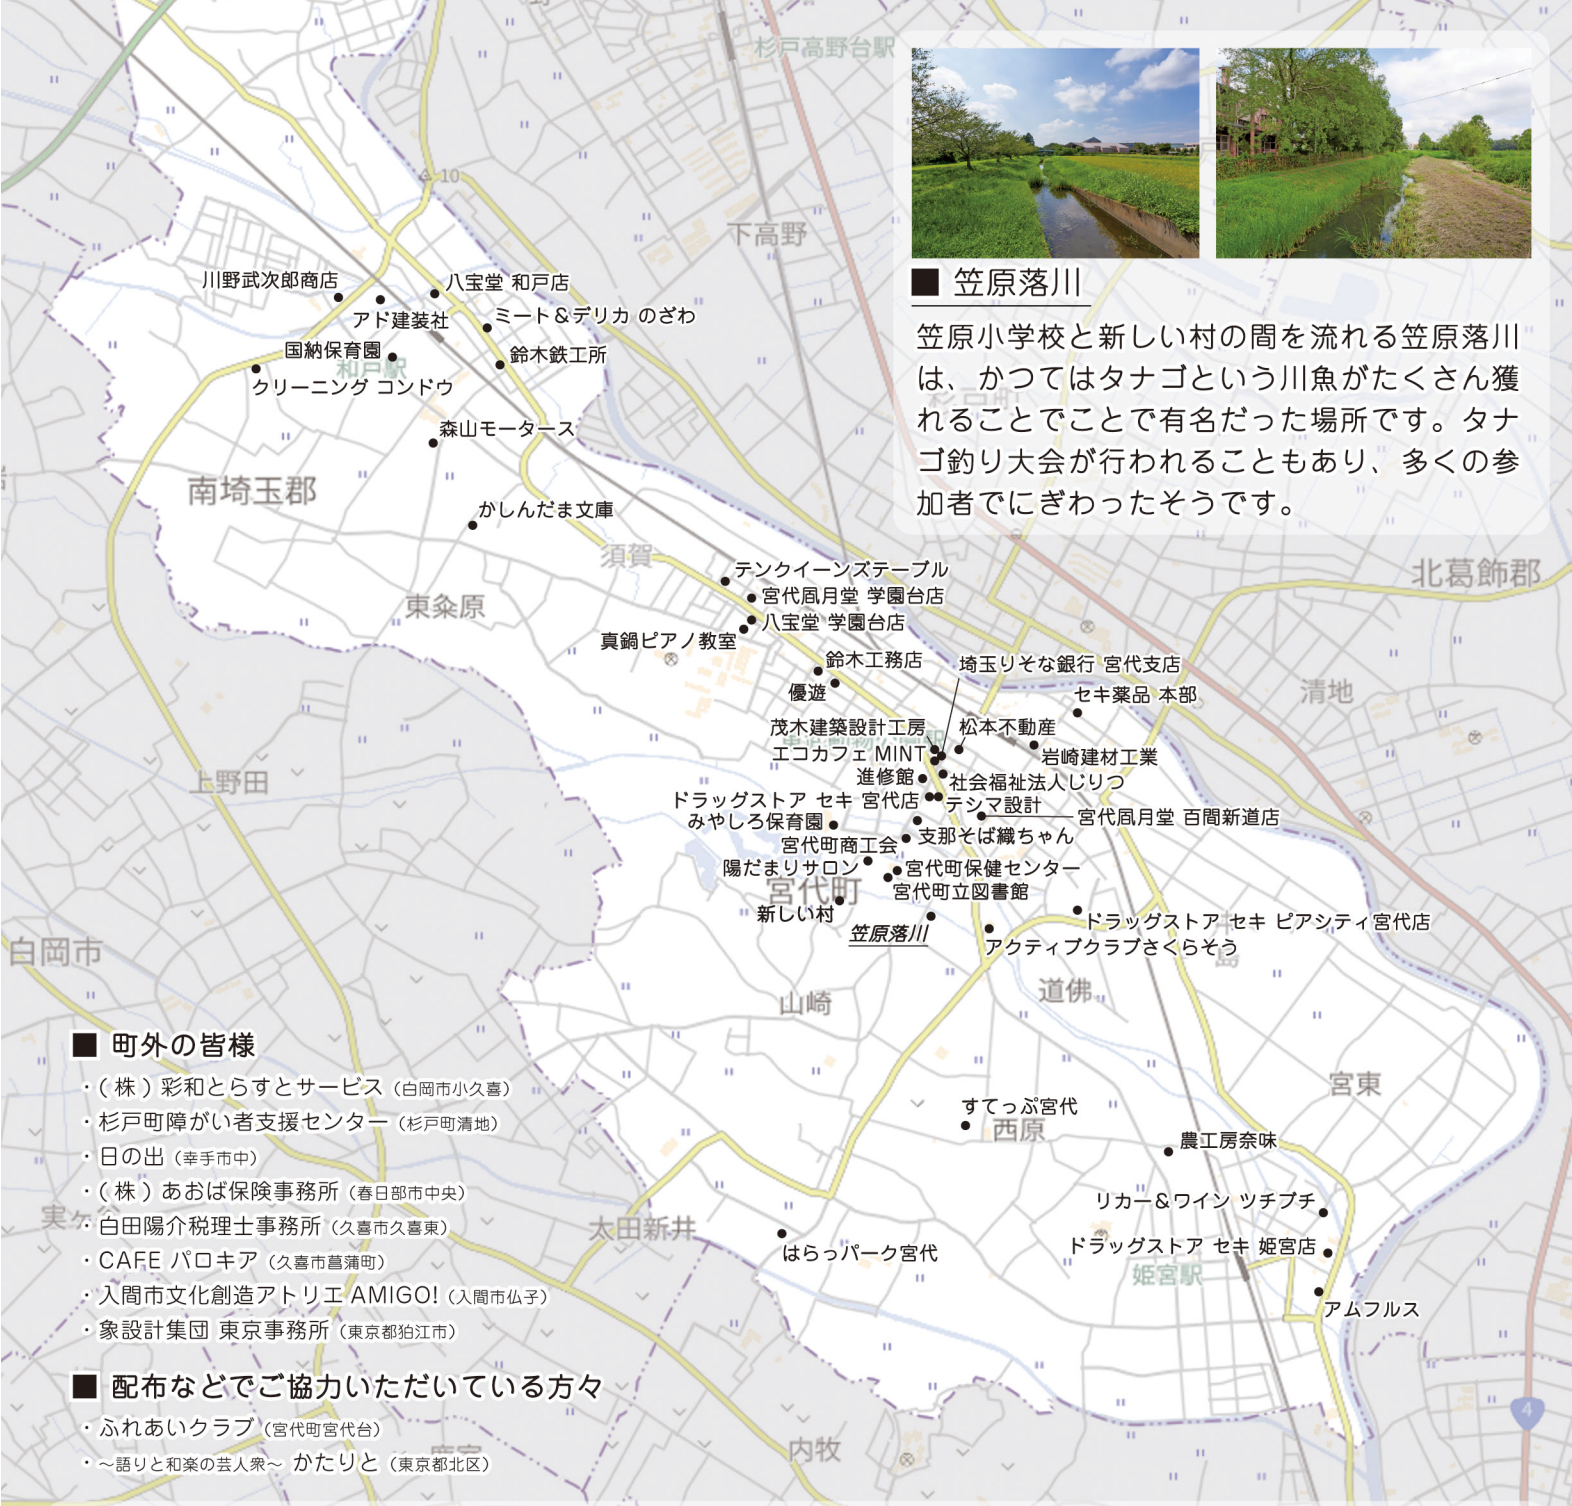 杉戸高野台駅
10
下高野
■ 笠原落川
笠原小学校と新しい村の間を流れる笠原落川
は、かつてはタナゴという川魚がたくさん獲
れることでことで有名だった場所です。タナ
ゴ釣り大会が行われることもあり、多くの参
加者でにぎわったそうです。
杉戸町
川野武次郎商店
八宝堂 和戸店
アド建装社
ミート＆デリカ のざわ
国納保育園
鈴木鉄工所
和戸駅
クリーニング コンドウ
森山モータース
南埼玉郡
かしんだま文庫
須賀
テンクイーンズテーブル
北葛飾郡
宮代凮月堂 学園台店
東粂原
八宝堂 学園台店
真鍋ピアノ教室
鈴木工務店
埼玉りそな銀行 宮代支店
優遊
セキ薬品 本部
清地
茂木建築設計工房
松本不動産
エコカフェ MINT
岩崎建材工業
進修館
社会福祉法人じりつ
上野田
ドラッグストア セキ 宮代店
テシマ設計
みやしろ保育園
宮代凮月堂 百間新道店
支那そば織ちゃん
宮代町商工会
陽だまりサロン
宮代町保健センター
宮代町
宮代町立図書館
新しい村
笠原落川
ドラッグストア セキ ピアシティ宮代店
アクティブクラブさくらそう
白岡市
道佛
山崎
■ 町外の皆様
・( 株 ) 彩和とらすとサービス（白岡市小久喜）
・杉戸町障がい者支援センター（杉戸町清地）
・日の出（幸手市中）
・( 株 ) あおば保険事務所（春日部市中央）
・白田陽介税理士事務所（久喜市久喜東）
・CAFE パロキア（久喜市菖蒲町）
・入間市文化創造アトリエ AMIGO!（入間市仏子）
・象設計集団 東京事務所（東京都狛江市）
宮東
すてっぷ宮代
西原
農工房奈味
リカー＆ワイン ツチブチ
太田新井
はらっパーク宮代
ドラッグストア セキ 姫宮店
姫宮駅
アムフルス
■ 配布などでご協力いただいている方々
・ふれあいクラブ（宮代町宮代台）
・～語りと和楽の芸人衆～ かたりと（東京都北区）
内牧
4